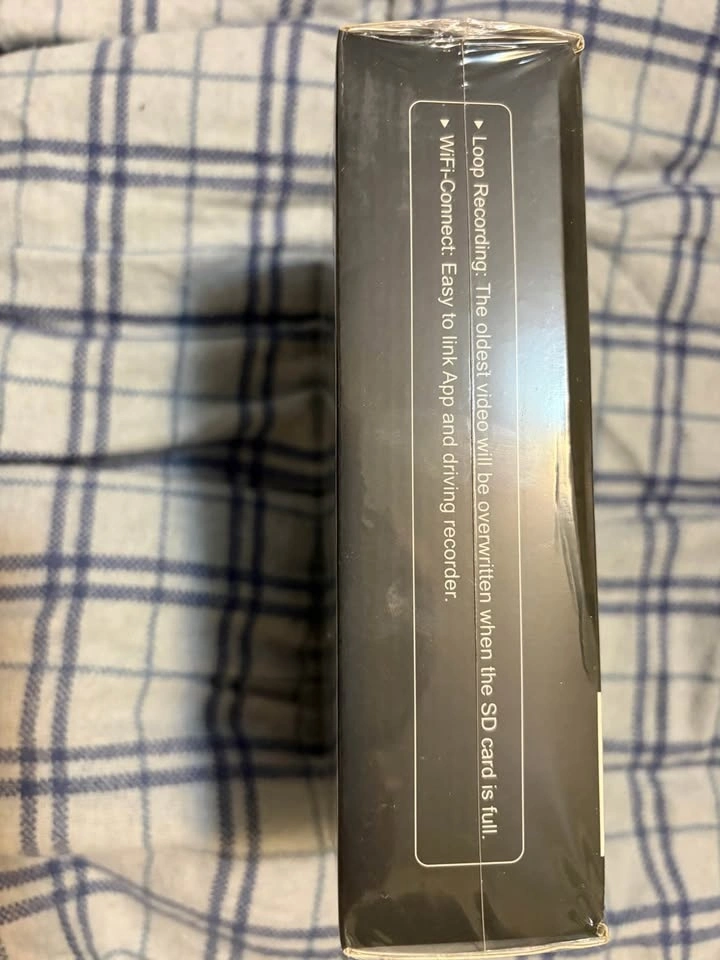 ▶ Loop Recording: The oldest video will be overwritten when the SD card is full.
▶ WiFi-Connect: Easy to link App and driving recorder.